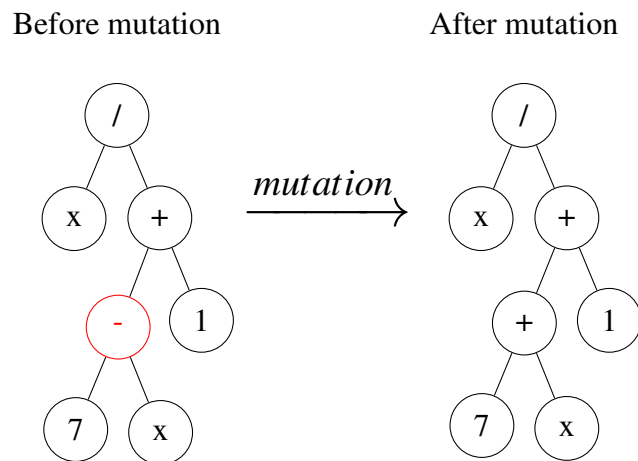 Before mutation
After mutation
/
/
mutation
x
+
x
+
-
1
+
1
7
x
7
x